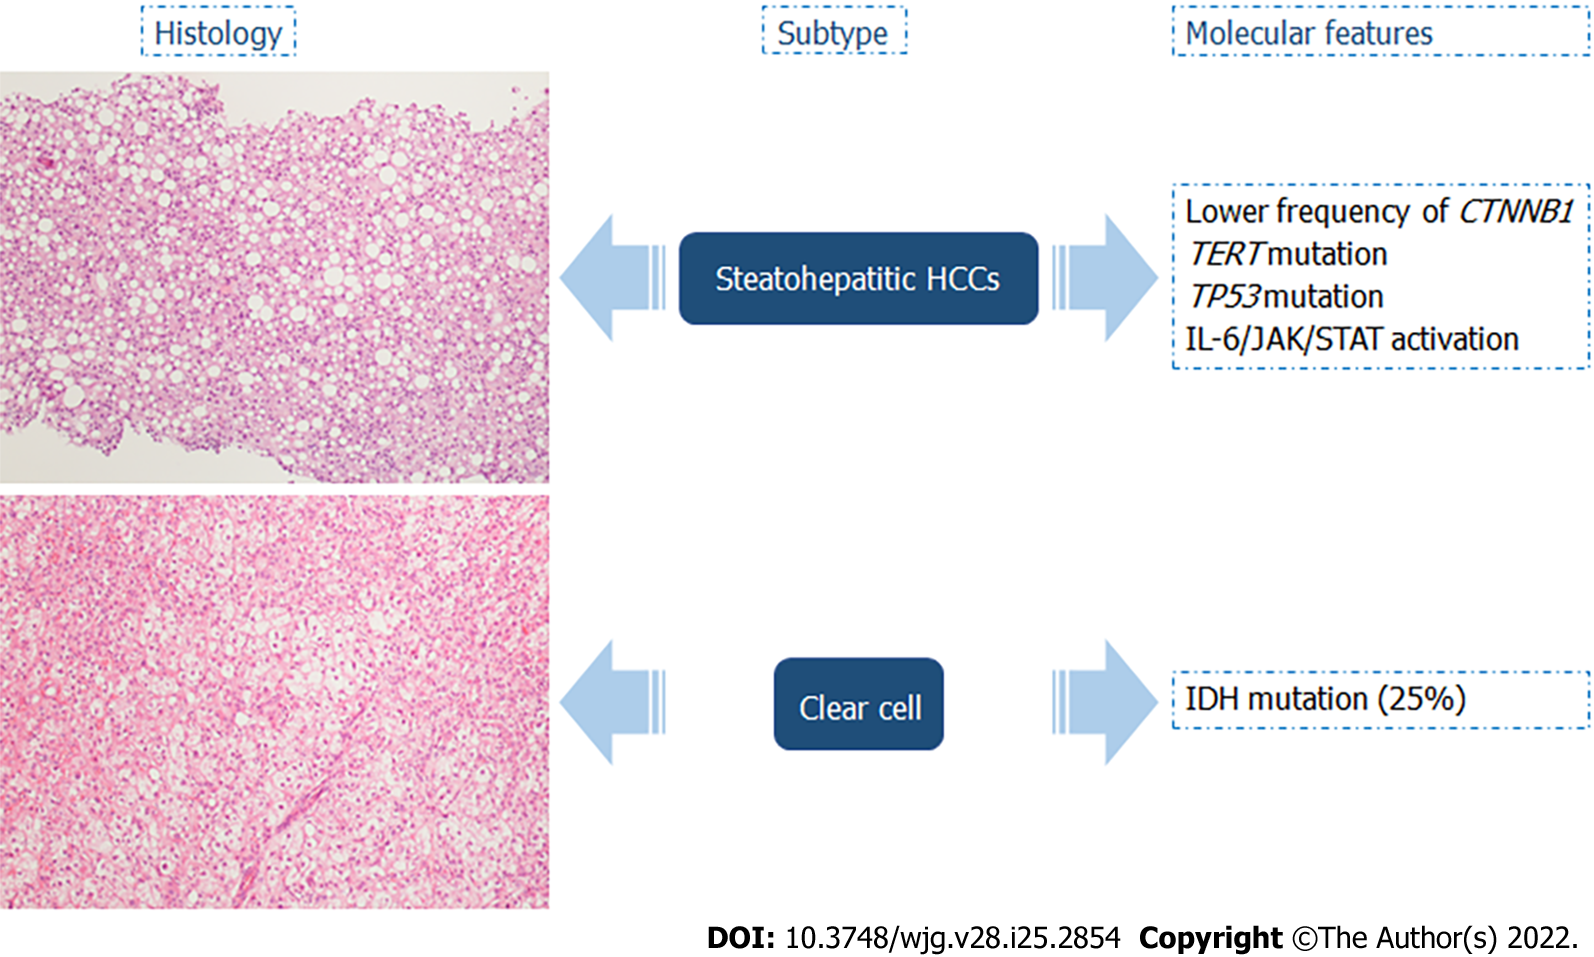 Histology
Subtype
Molecular features
Steatohepatitic HCCs
Lower frequency of CTNNB1
TERT mutation
TP53 mutation
IL-6/JAK/STAT activation
Clear cell
IDH mutation (25%)
DOI: 10.3748/wjg.v28.i25.2854 Copyright ©The Author(s) 2022.